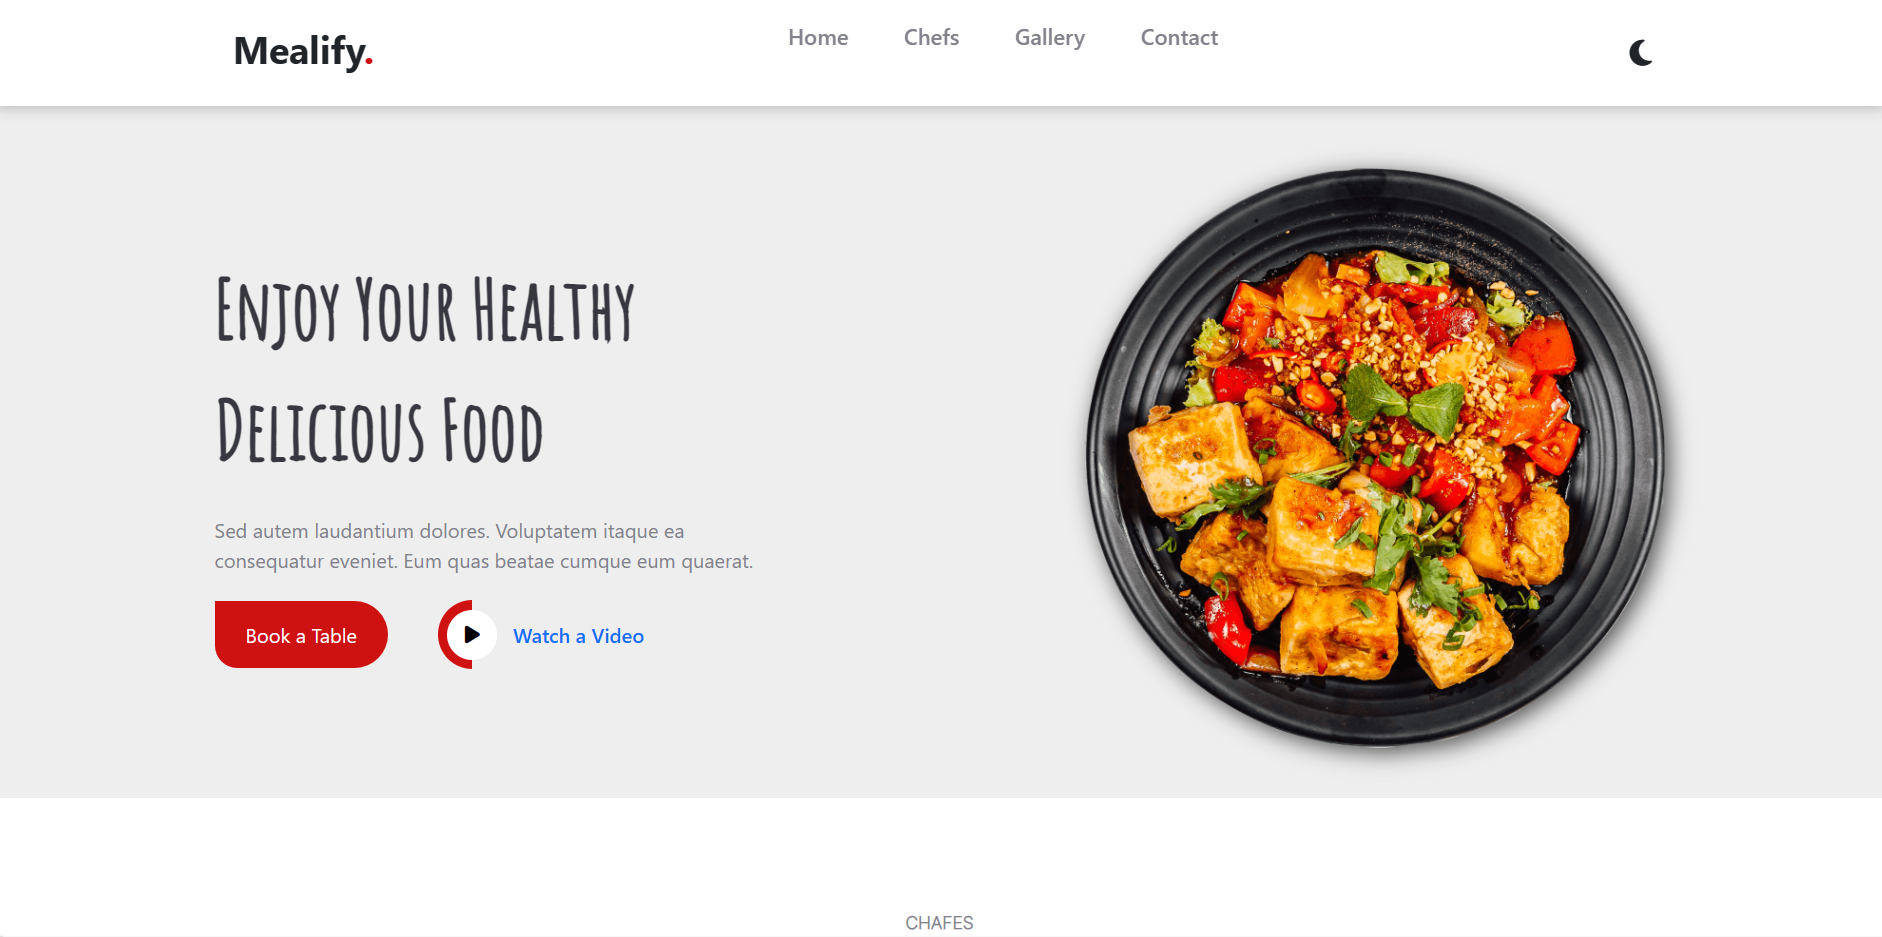 Mealify.
Home
Chefs
Gallery
Contact
Enjoy Your Healthy
Delicious Food
Sed autem laudantium dolores. Voluptatem itaque ea
consequatur eveniet. Eum quas beatae cumque eum quaerat.
Book a Table
Watch a Video
CHAFES